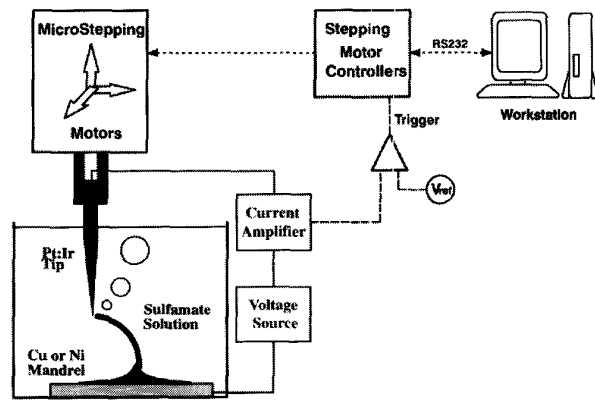 MicroStepping
Motors
Stepping
Motor
Controllers
RS232
Workstation
Trigger
Vref
Current
Amplifier
Voltage
Source
Pt:Ir
Tip
Sulfamate
Solution
Cu or Ni
Mandrel